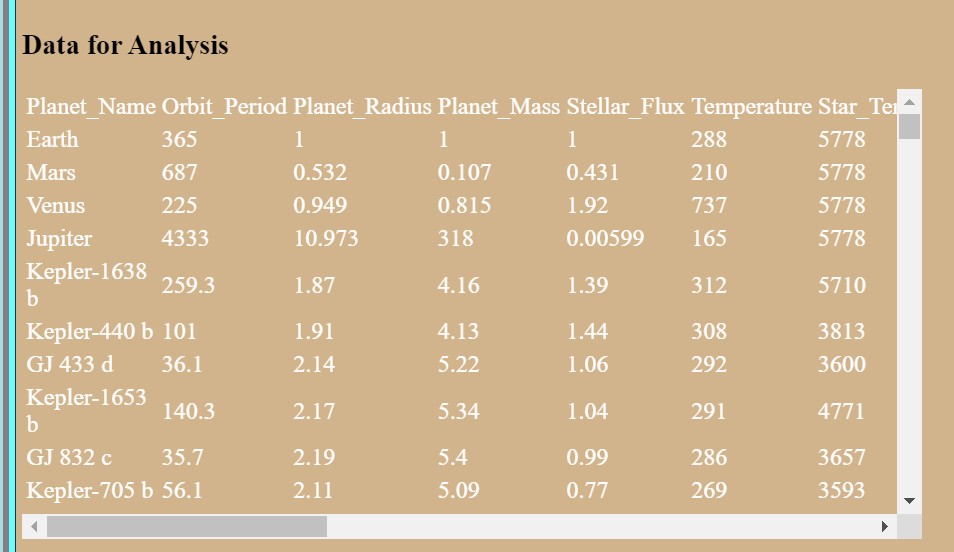 Data for Analysis
Planet_Name Orbit_Period Planet_Radius Planet_Mass Stellar_Flux Temperature Star_Ter
Earth 365 1 1 1 288 5778
Mars 687 0.532 0.107 0.431 210 5778
Venus 225 0.949 0.815 1.92 737 5778
Jupiter 4333 10.973 318 0.00599 165 5778
Kepler-1638
b 259.3 1.87 4.16 1.39 312 5710
Kepler-440 b 101 1.91 4.13 1.44 308 3813
GJ 433 d 36.1 2.14 5.22 1.06 292 3600
Kepler-1653
b 140.3 2.17 5.34 1.04 291 4771
GJ 832 c 35.7 2.19 5.4 0.99 286 3657
Kepler-705 b 56.1 2.11 5.09 0.77 269 3593